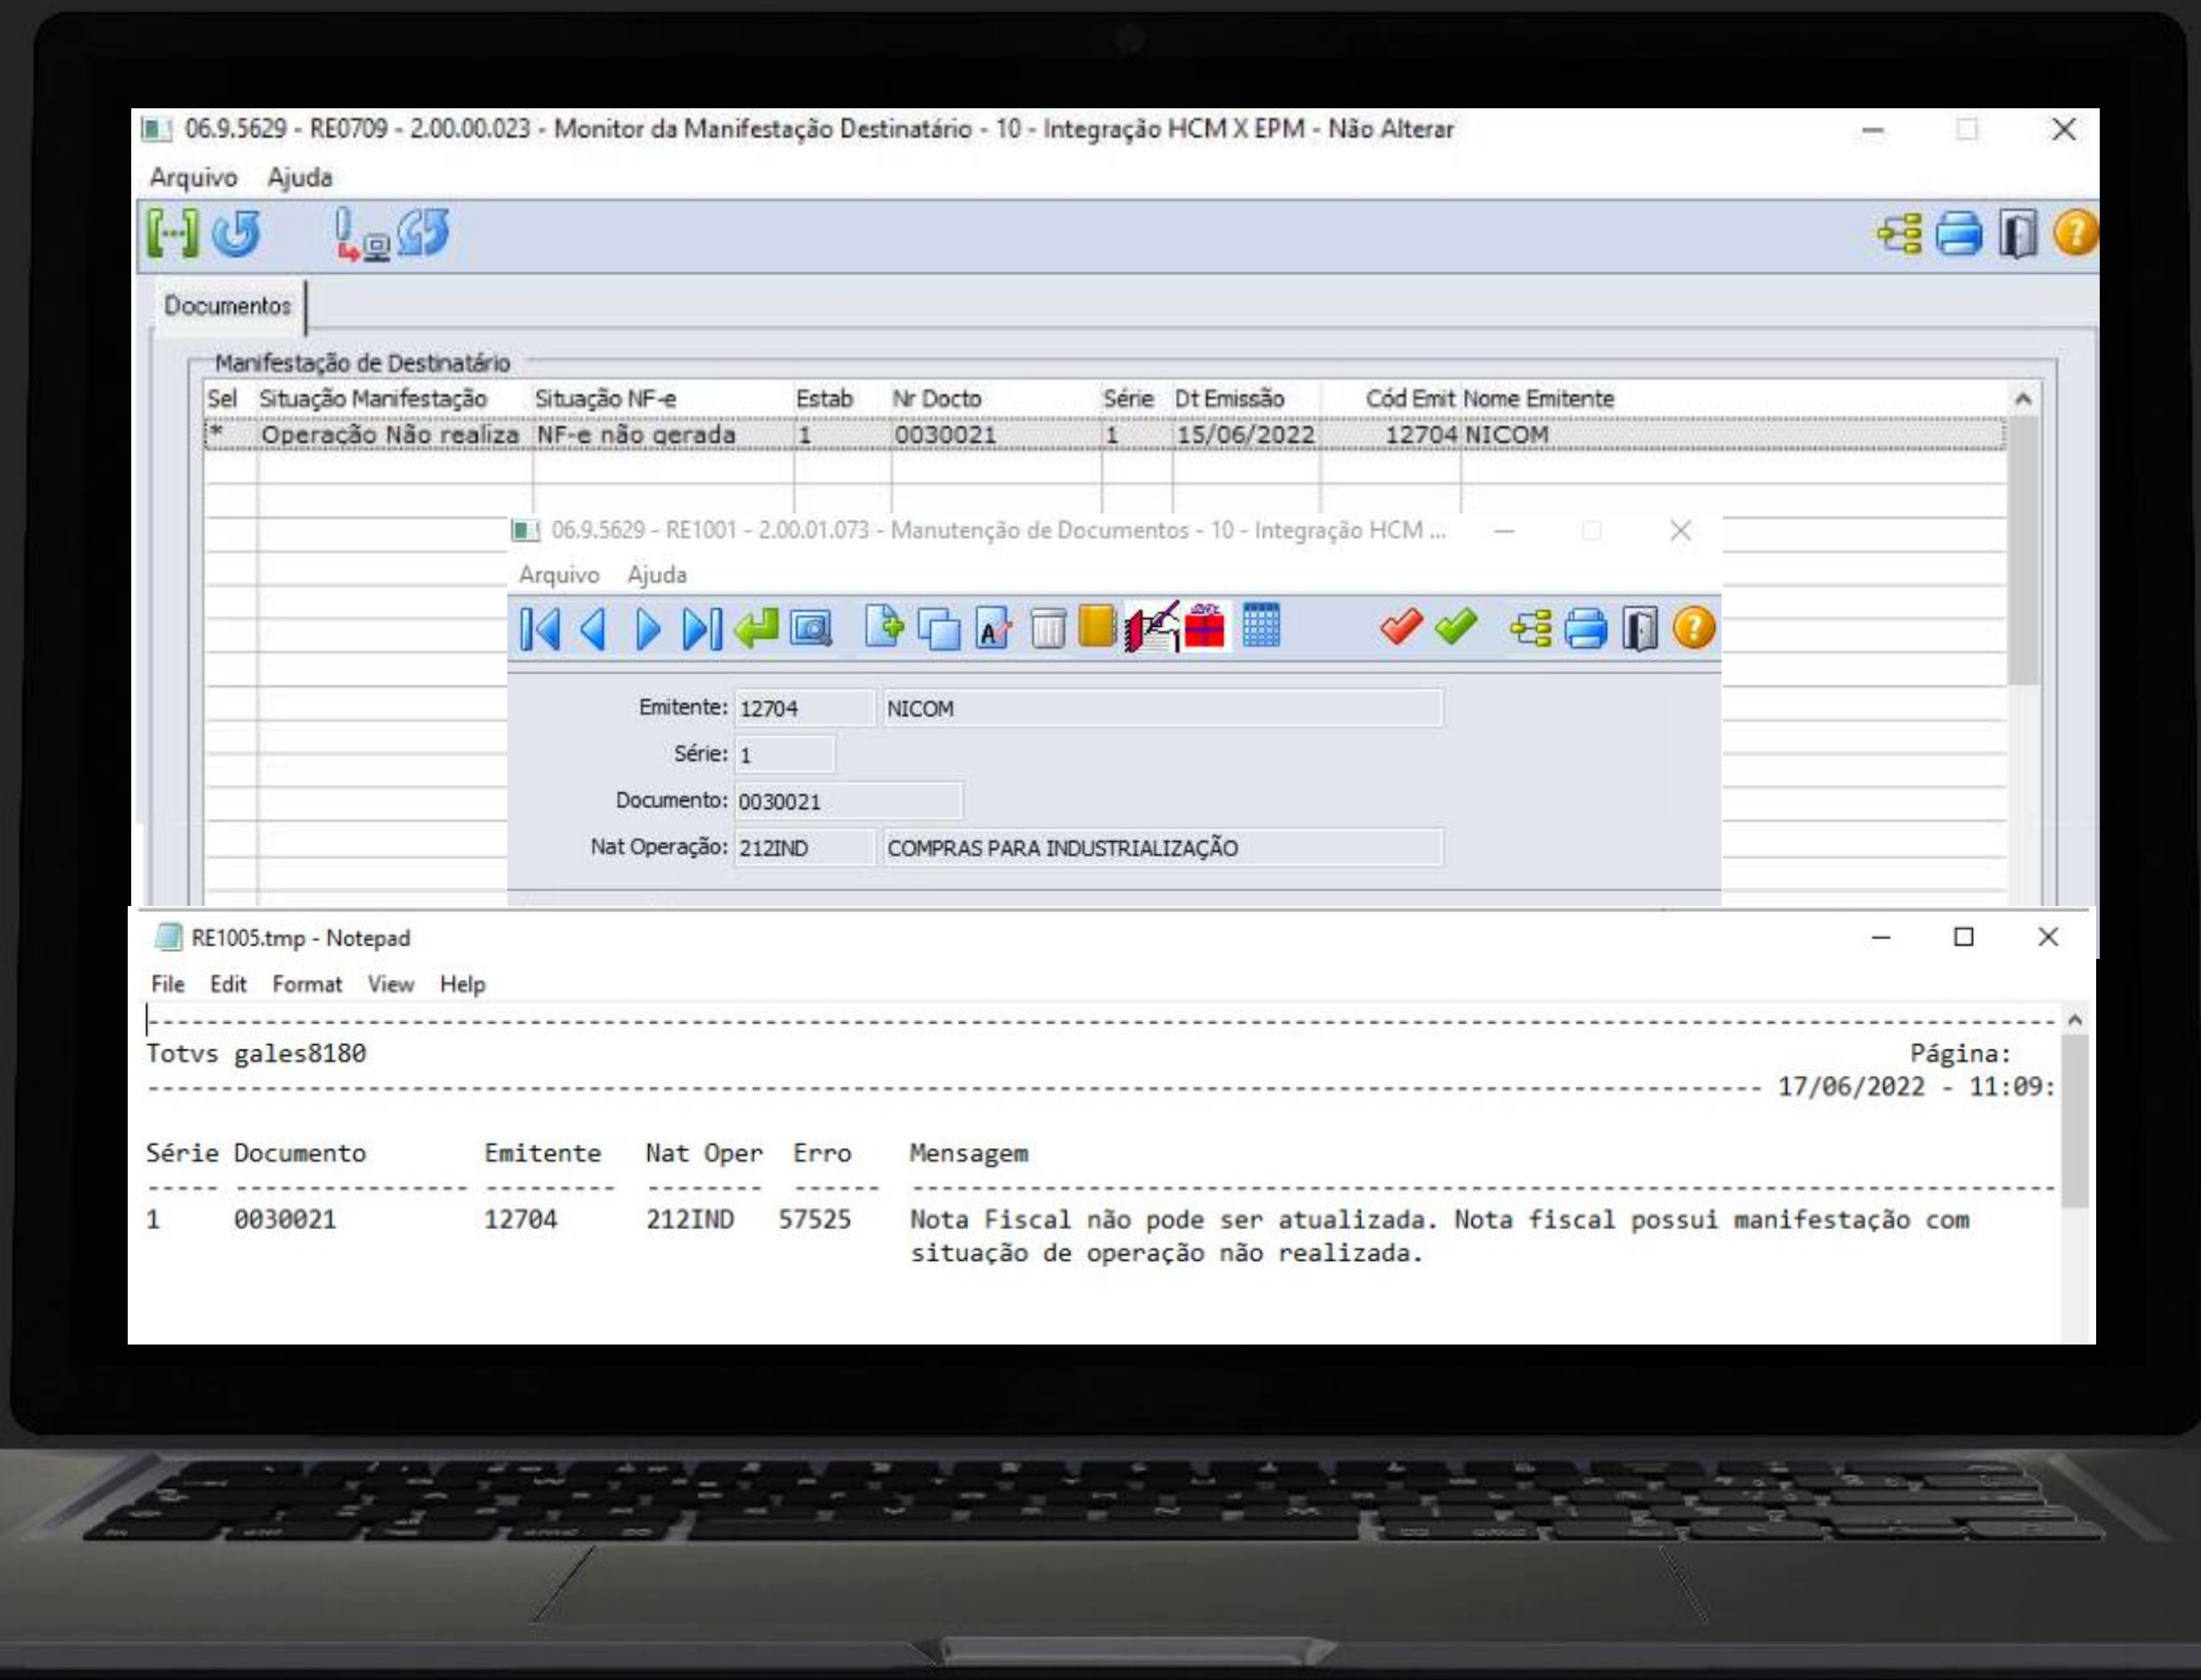 06.9.5629 - RE0709 - 2.00.00.023 - Monitor da Manifestação Destinatário - 10 - Integração HCM X EPM - Não Alterar
Arquivo Ajuda
Documentos
Manifestação de Destinatário
Sel Situação Manifestação Situação NF-e Estab Nr Docto Série Dt Emissão Cód Emit Nome Emitente
* Operação Não realiza NF-e não gerada 1 0030021 1 15/06/2022 12704 NICOM
06.9.5629 - RE1001 - 2.00.01.073 - Manutenção de Documentos - 10 - Integração HCM ...
Arquivo Ajuda
Emitente: 12704 NICOM
Série: 1
Documento: 0030021
Nat Operação: 212IND COMPRAS PARA INDUSTRIALIZAÇÃO
RE1005.tmp - Notepad
File Edit Format View Help
Totvs gales8180 Página:
17/06/2022 - 11:09:
Série Documento Emitente Nat Oper Erro Mensagem
1 0030021 12704 212IND 57525 Nota Fiscal não pode ser atualizada. Nota fiscal possui manifestação com
situação de operação não realizada.